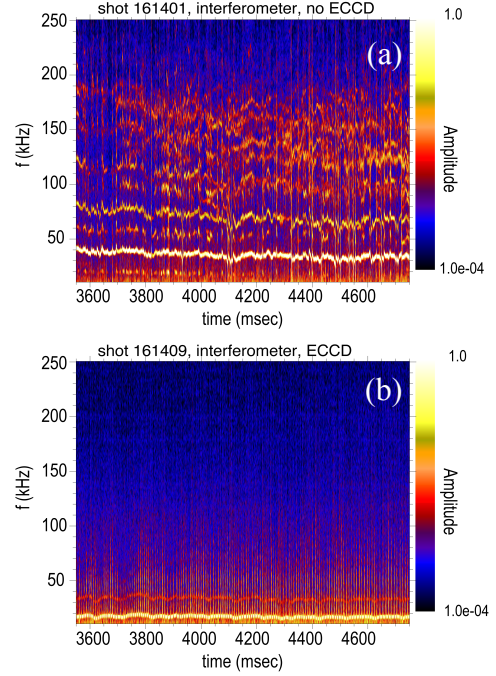 shot 161401, interferometer, no ECCD
1.0
250
(a)
200
150
f (kHz)
Amplitude
100
50
1.0e-04
3600 3800 4000 4200 4400 4600
time (msec)
shot 161409, interferometer, ECCD
1.0
250
(b)
200
150
f (kHz)
Amplitude
100
50
1.0e-04
3600 3800 4000 4200 4400 4600
time (msec)